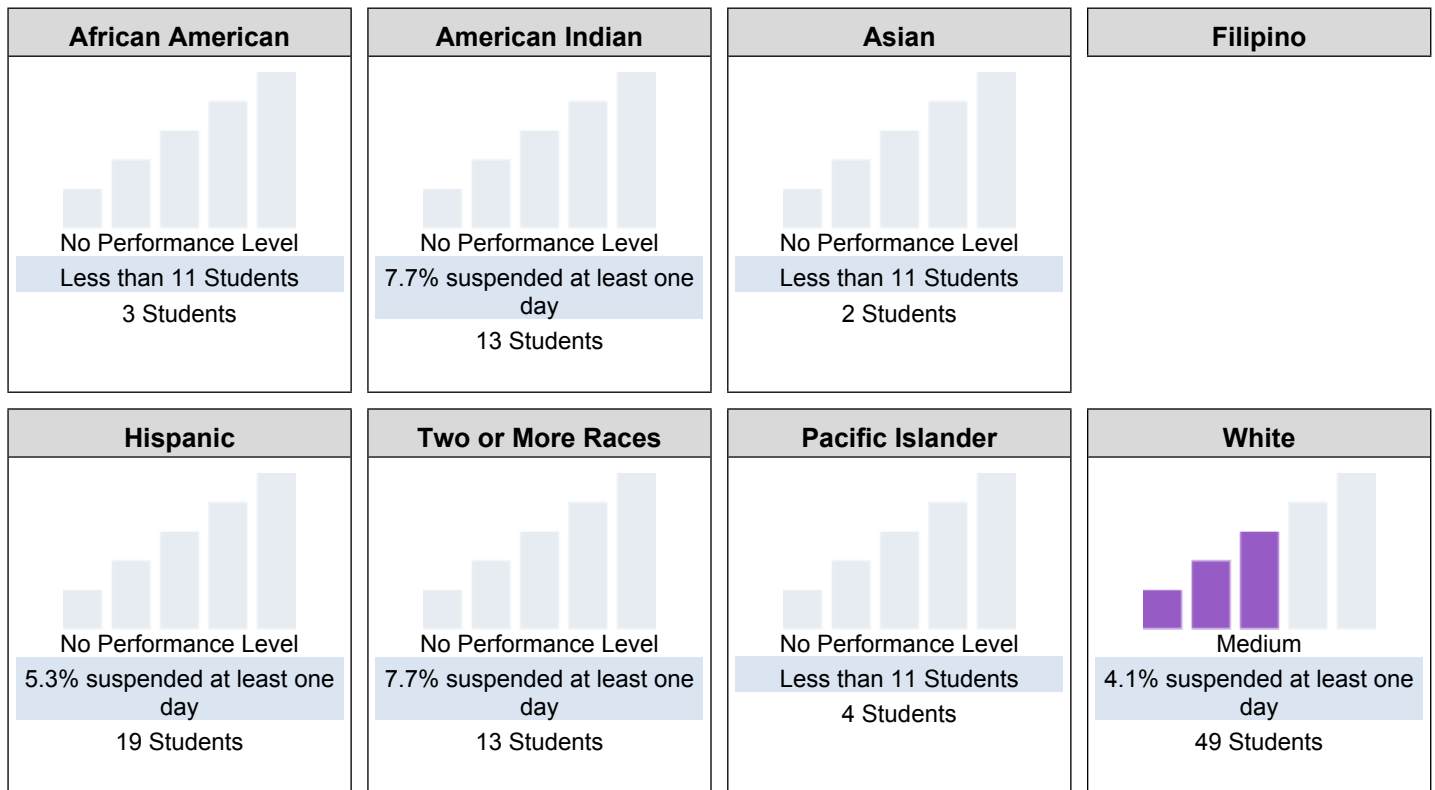 African American
No Performance Level
Less than 11 Students
3 Students
American Indian
No Performance Level
7.7% suspended at least one
day
13 Students
Asian
No Performance Level
Less than 11 Students
2 Students
Filipino
Hispanic
No Performance Level
5.3% suspended at least one
day
19 Students
Two or More Races
No Performance Level
7.7% suspended at least one
day
13 Students
Pacific Islander
No Performance Level
Less than 11 Students
4 Students
White
Medium
4.1% suspended at least one
day
49 Students